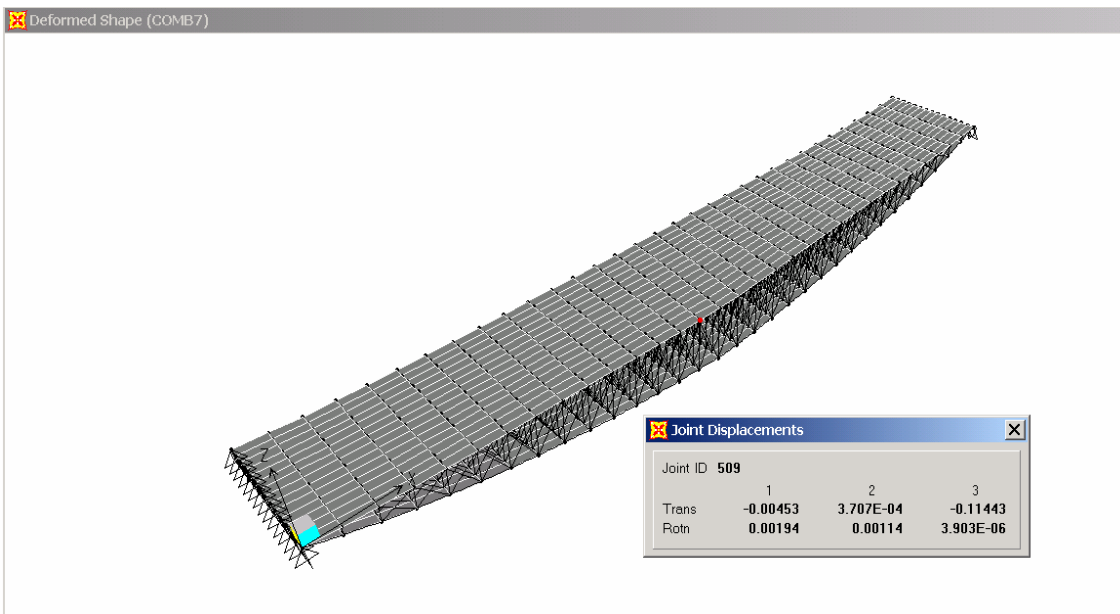 Deformed Shape (COMB7)
Z
Joint Displacements
Joint ID 509
1 2 3
Trans -0.00453 3.707E-04 -0.11443
Rotn 0.00194 0.00114 3.903E-06